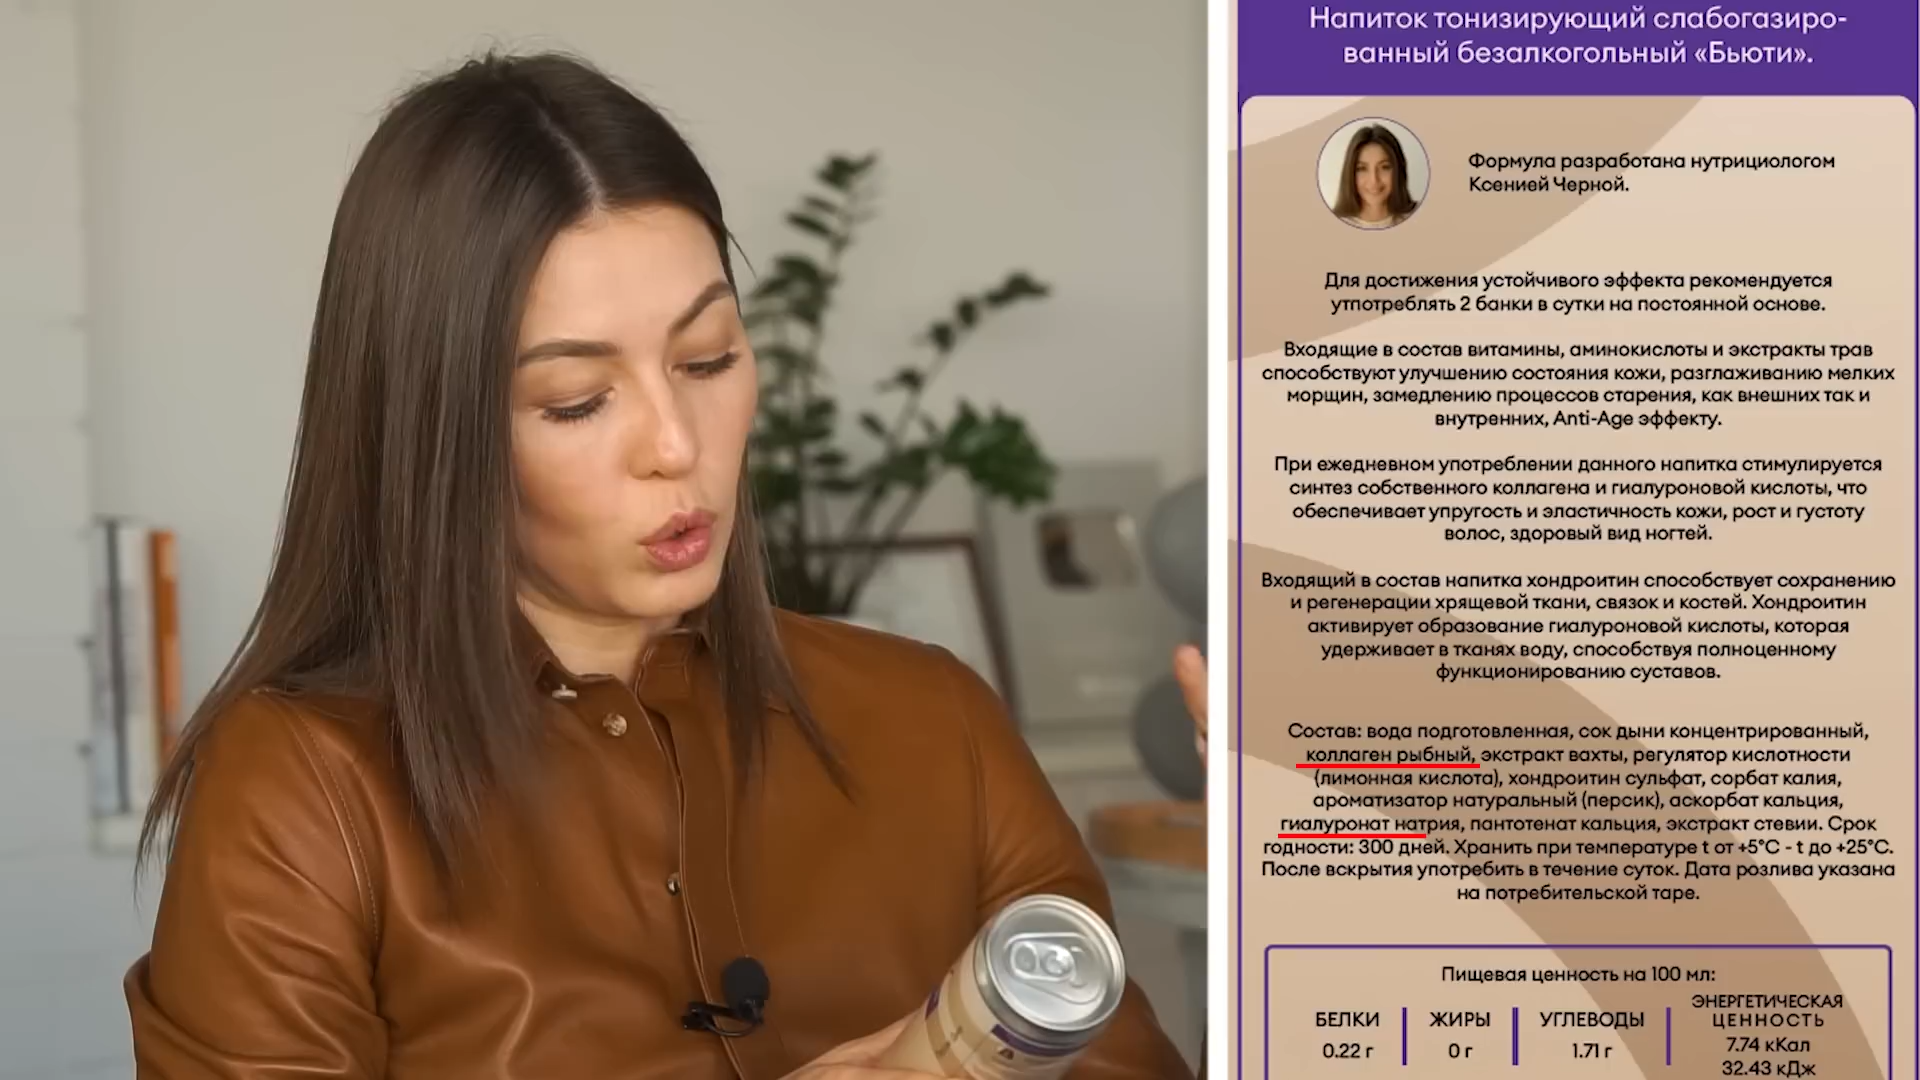 Напиток тонизирующий слабогазиро-
ванный безалкогольный «Бьюти».
Формула разработана нутрициологом
Ксенией Черной.
Для достижения устойчивого эффекта рекомендуется
утпотреблять 2 банки в сутки на постоянной основе.
Входящие в состав витамины, аминокислоты и экстракты трав
способствуют улучшению состояния кожи, разглаживанию мелких
морщин, замедлению процессов старения, как внешних так и
внутренних, Anti-Age эффекту.
При ежедневном употреблении данного напитка стимулируется
синтез собственного коллагена и гиалуроновой кислоты, что
обеспечивает упругость и эластичность кожи, рост и густоту
волос, здоровый вид ногтей.
Входящий в состав напитка хондроитин способствует сохранению
и регенерации хрящевой ткани, связок и костей. Хондроитин
активирует образование гиалуроновой кислоты, которая
удерживает в тканях воду, способствуя полноценному
функционированию суставов.
Состав: вода подготовленная, сок дыни концентрированный,
коллаген рыбный, экстракт вахты, регулятор кислотности
(лимонная кислота), хондроитин сульфат, сорбат калия,
ароматизатор натуральный (персик), аскорбат кальция,
гиалуронат натрия, пантотенат кальция, экстракт стевии. Срок
годности: 300 дней. Хранить при температуре t от +5°C - t до +25°C.
После вскрытия употребить в течение суток. Дата розлива указана
на потребительской таре.
Пищевая ценность на 100 мл:
БЕЛКИ
0.22 г
ЖИРЫ
0 г
УГЛЕВОДЫ
1.71 г
ЭНЕРГЕТИЧЕСКАЯ
ЦЕННОСТЬ
7.74 кКал
32.43 кДж